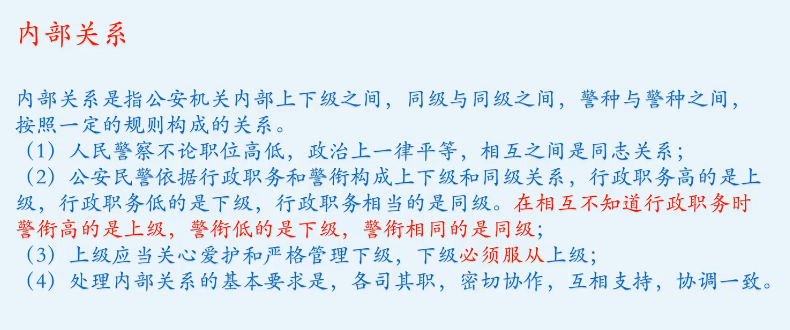 内部关系
内部关系是指公安机关内部上下级之间，同级与同级之间，警种与警种之间，
按照一定的规则构成的关系。
（1）人民警察不论职位高低，政治上一律平等，相互之间是同志关系；
（2）公安民警依据行政职务和警衔构成上下级和同级关系，行政职务高的是上
级，行政职务低的是下级，行政职务相当的是同级。在相互不知道行政职务时
警衔高的是上级，警衔低的是下级，警衔相同的是同级；
（3）上级应当关心爱护和严格管理下级，下级必须服从上级；
（4）处理内部关系的基本要求是，各司其职，密切协作，互相支持，协调一致。